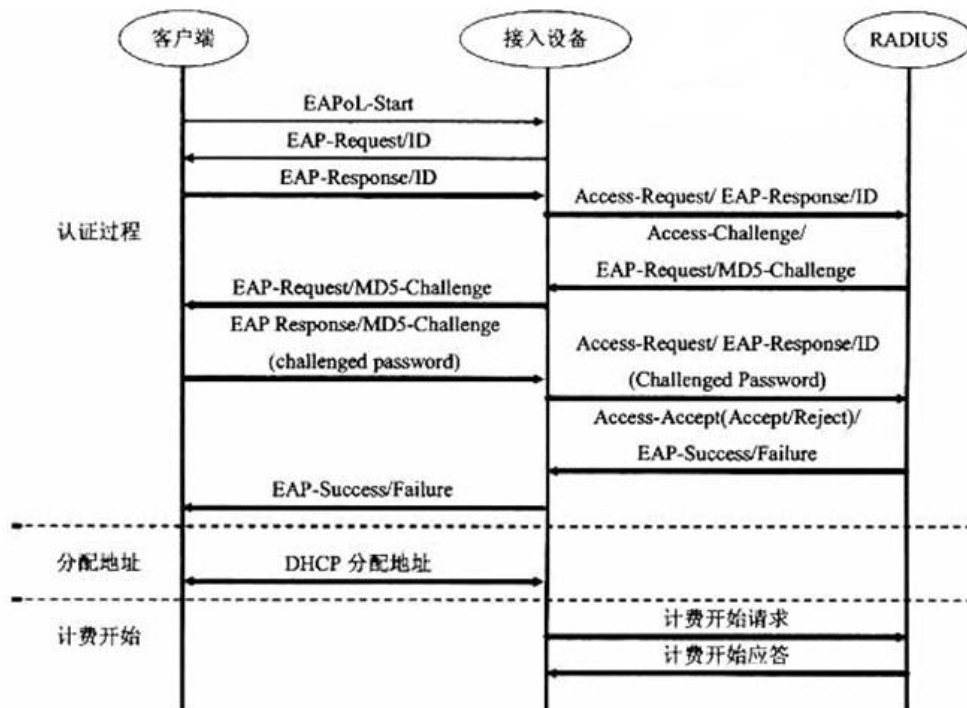 客户端
接入设备
RADIUS
EAPoL-Start
EAP-Request/ID
EAP-Response/ID
Access-Request/ EAP-Response/ID
认证过程
Access-Challenge/
EAP-Request/MD5-Challenge
EAP-Request/MD5-Challenge
EAP Response/MD5-Challenge
(challenged password)
Access-Request/ EAP-Response/ID
(Challenged Password)
Access-Accept(Accept/Reject)/
EAP-Success/Failure
EAP-Success/Failure
分配地址
DHCP 分配地址
计费开始
计费开始请求
计费开始应答